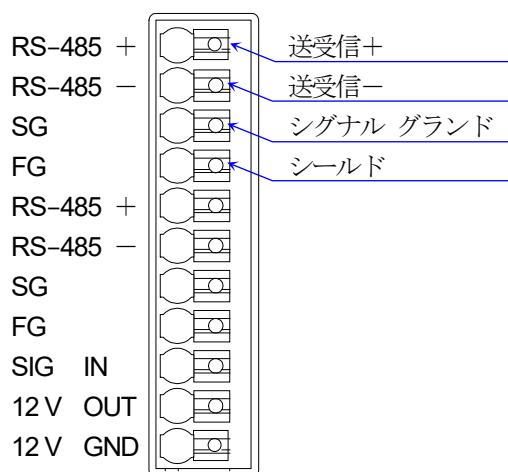 RS-485 + 送受信+
RS-485 - 送受信-
SG シグナル グランド
FG シールド
RS-485 +
RS-485 -
SG
FG
SIG IN
12 V OUT
12 V GND